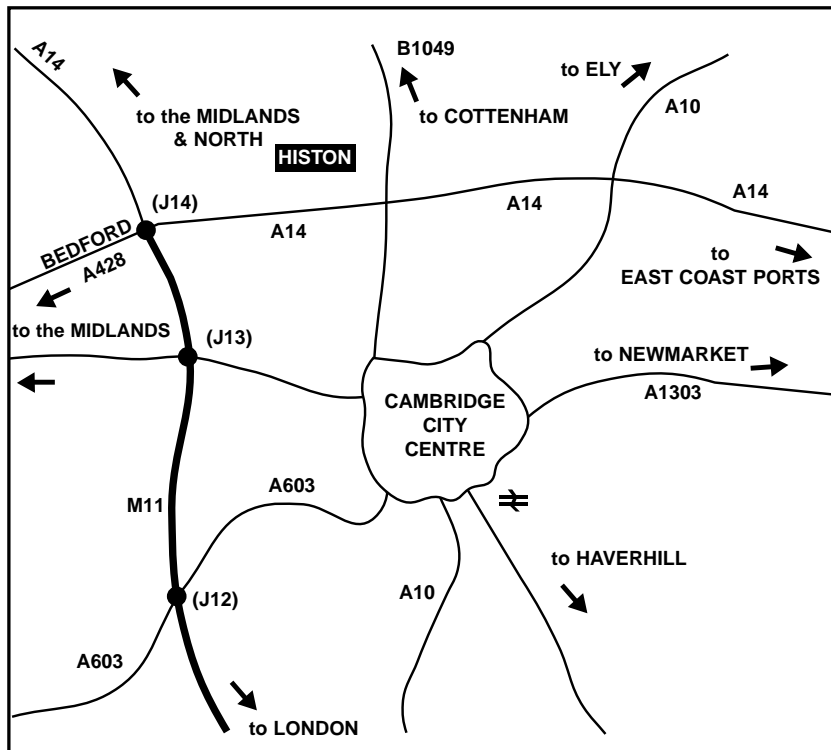 B1049
A14
to ELY
to the MIDLANDS
& NORTH
to COTTENHAM
A10
HISTON
(J14)
A14
A14
A14
BEDFORD
A428
to
EAST COAST PORTS
to the MIDLANDS
(J13)
to NEWMARKET
A1303
CAMBRIDGE
CITY
CENTRE
A603
M11
to HAVERHILL
(J12)
A10
A603
to LONDON